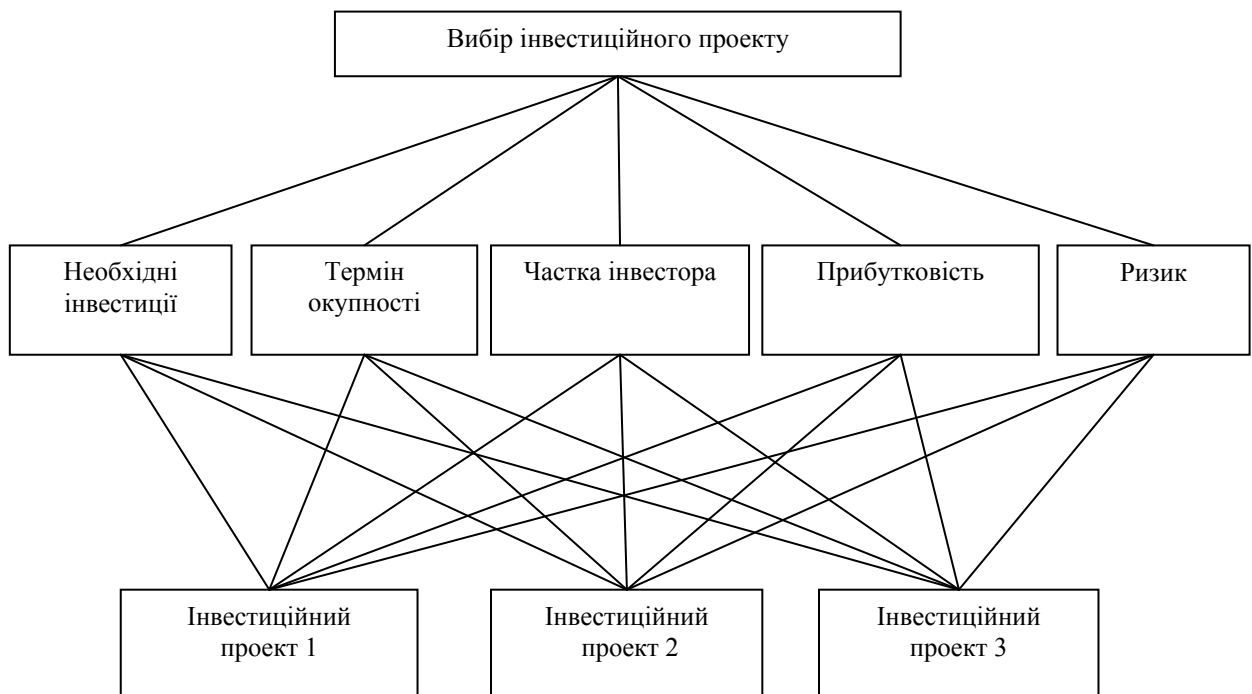 Вибір інвестиційного проекту
Необхідні
інвестиції
Термін
окупності
Частка інвестора
Прибутковість
Ризик
Інвестиційний
проект 1
Інвестиційний
проект 2
Інвестиційний
проект 3